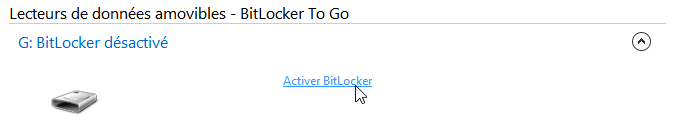 Lecteurs de données amovibles - BitLocker To Go
G: BitLocker désactivé
Activer BitLocker